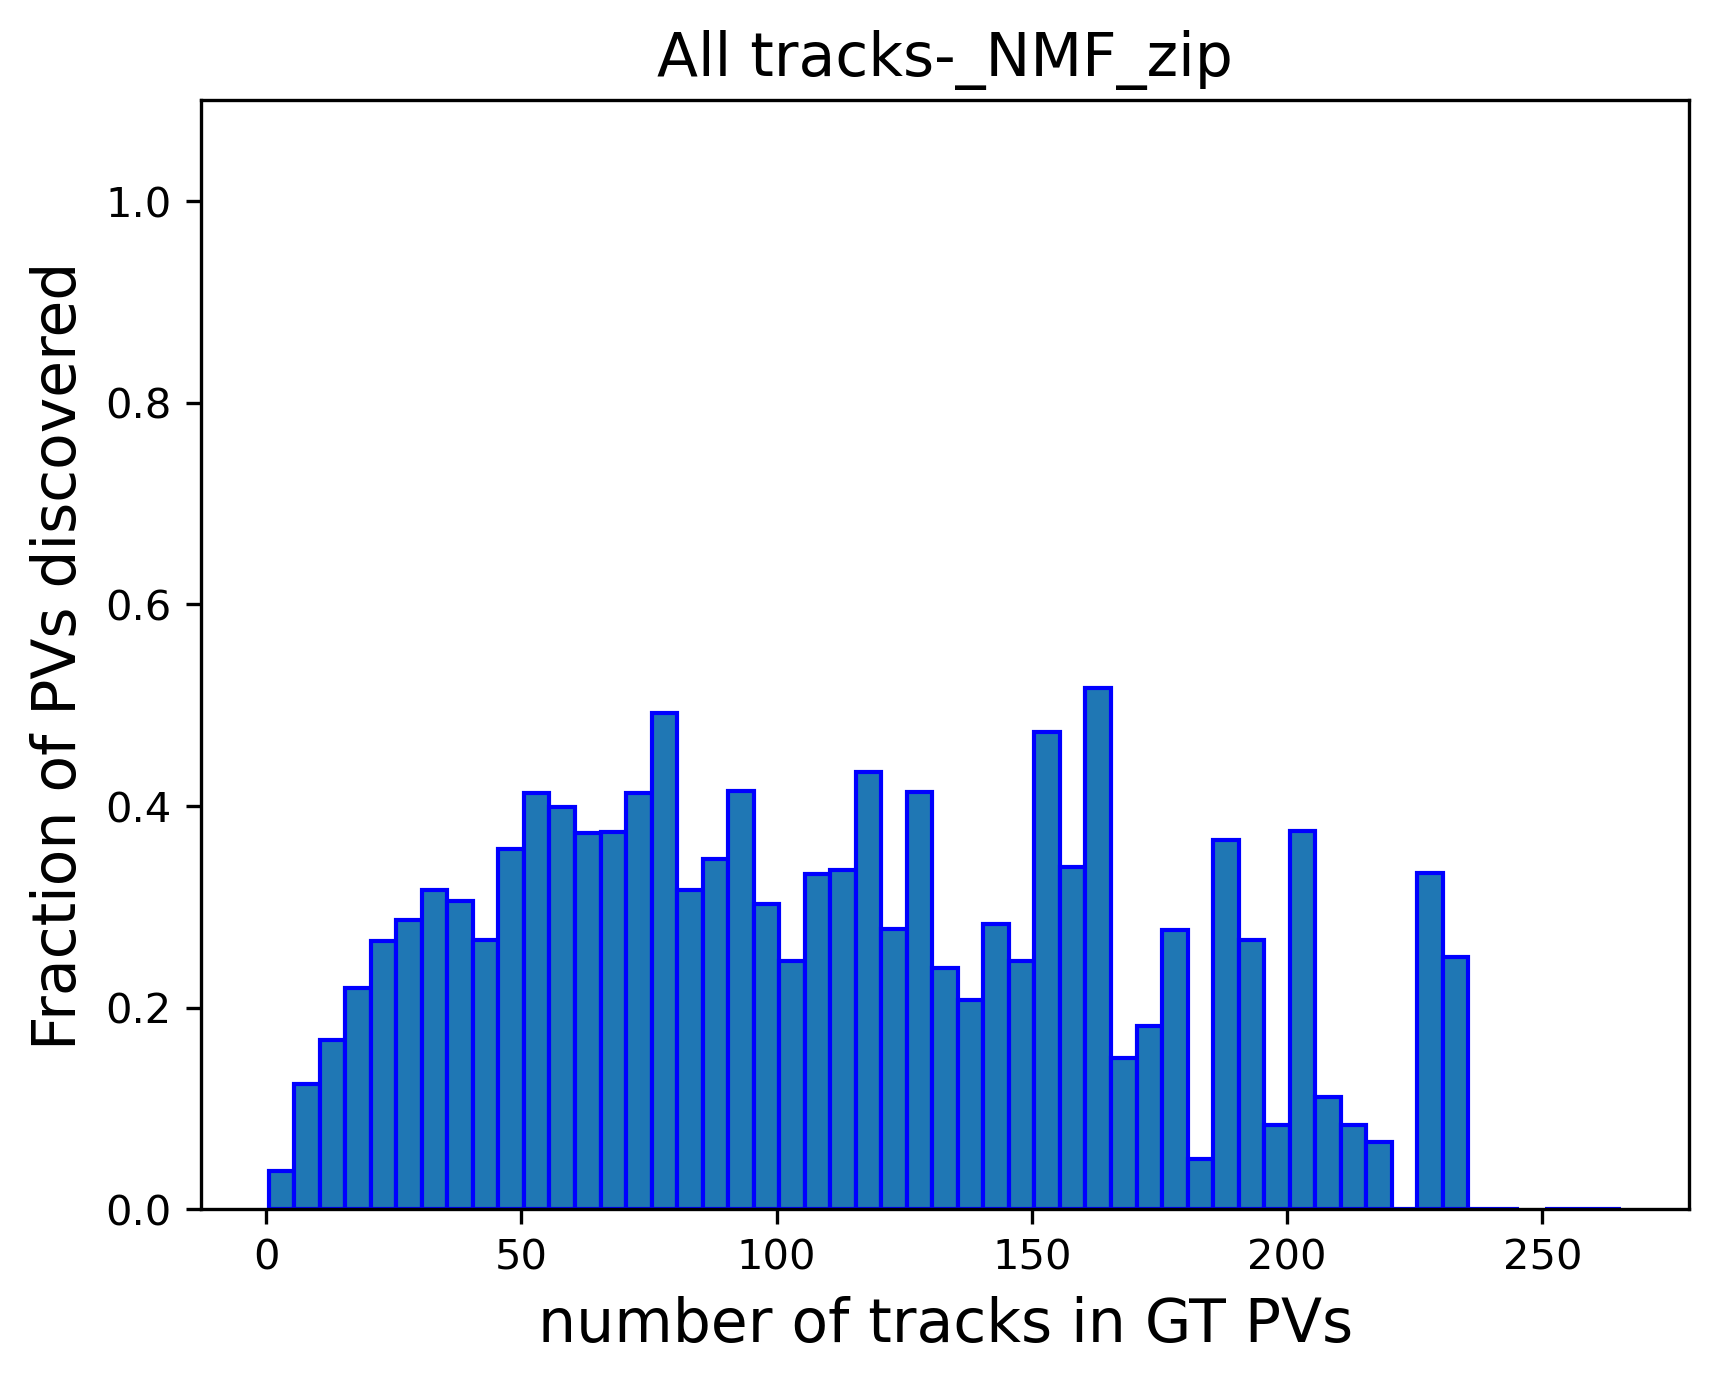 All tracks-_NMF_zip
Fraction of PVs discovered
1.0
0.8
0.6
0.4
0.2
0.0
0 50 100 150 200 250
number of tracks in GT PVs